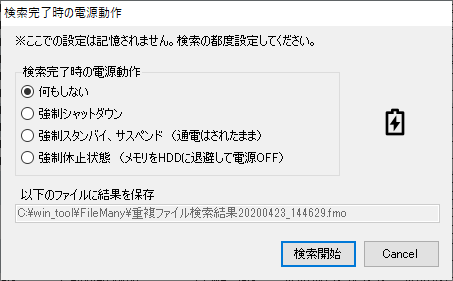 検索完了時の電源動作
※ここでの設定は記憶されません。検索の都度設定してください。
検索完了時の電源動作
何もしない
強制シャットダウン
強制スタンバイ、サスペンド （通電はされたまま）
強制休止状態 （メモリをHDDに退避して電源OFF）
以下のファイルに結果を保存
C:¥win_tool¥FileMany¥重複ファイル検索結果20200423_144629.fmo
検索開始
Cancel